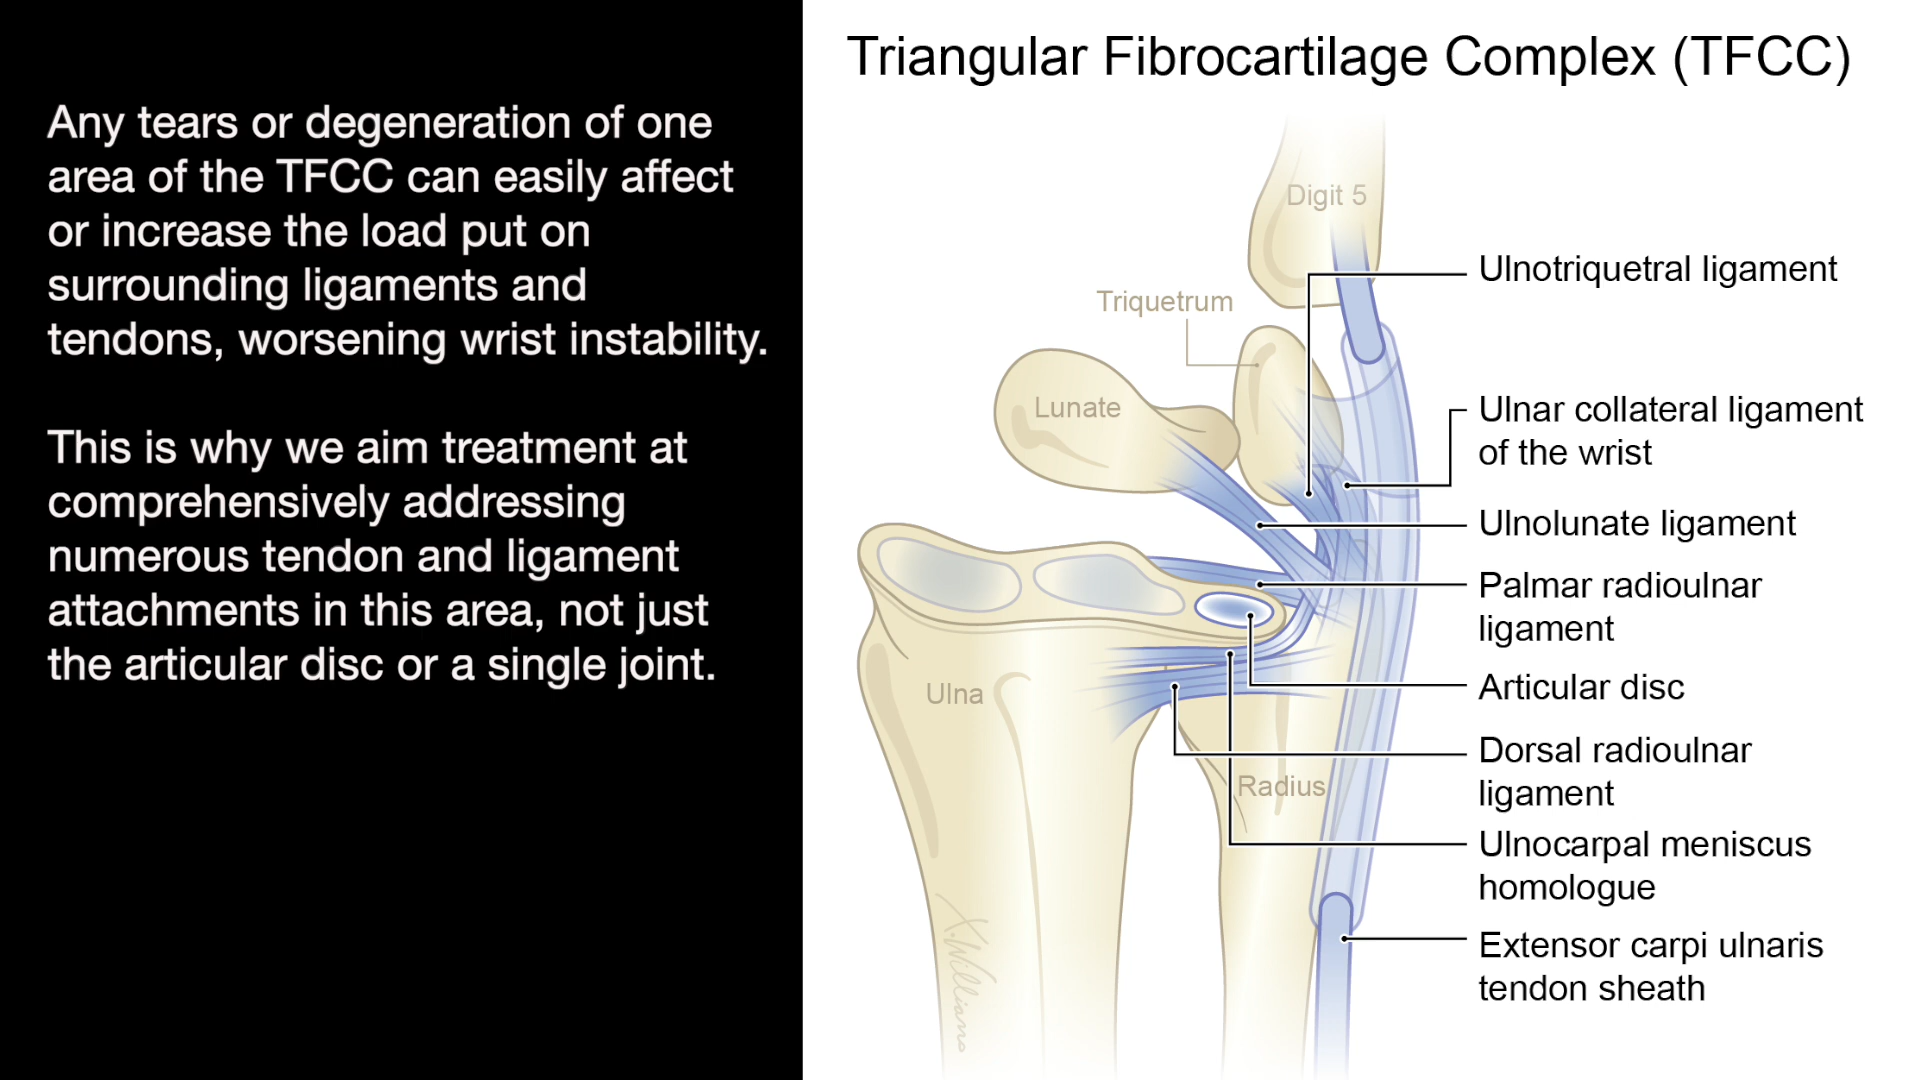 Any tears or degeneration of one
area of the TFCC can easily affect
or increase the load put on
surrounding ligaments and
tendons, worsening wrist instability.
This is why we aim treatment at
comprehensively addressing
numerous tendon and ligament
attachments in this area, not just
the articular disc or a single joint.
Triangular Fibrocartilage Complex (TFCC)
Digit 5
Triquetrum
Lunate
Ulna
Radius
X.Williams
Ulnotriquetral ligament
Ulnar collateral ligament
of the wrist
Ulnolunate ligament
Palmar radioulnar
ligament
Articular disc
Dorsal radioulnar
ligament
Ulnocarpal meniscus
homologue
Extensor carpi ulnaris
tendon sheath